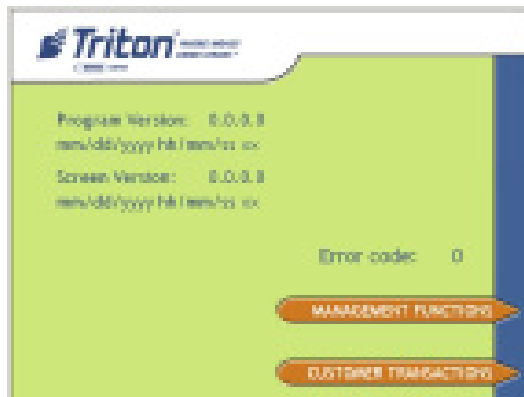 Triton
Program Version: 0.0.0.0
mm/dd/yyyy hh/mm/ss xx
Screen Version: 0.0.0.0
mm/dd/yyyy hh/mm/ss xx
Error code: 0
MANAGEMENT FUNCTIONS
CUSTOMER TRANSACTIONS